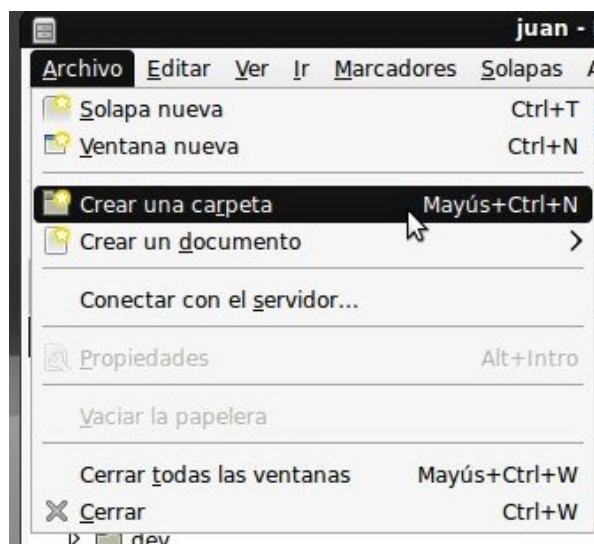 juan -
Archivo Editar Ver Ir Marcadores Solapas A
Solapa nueva Ctrl+T
Ventana nueva Ctrl+N
Crear una carpeta Mayús+Ctrl+N
Crear un documento
Conectar con el servidor...
Propiedades Alt+Intro
Vaciar la papelera
Cerrar todas las ventanas Mayús+Ctrl+W
Cerrar Ctrl+W
dev